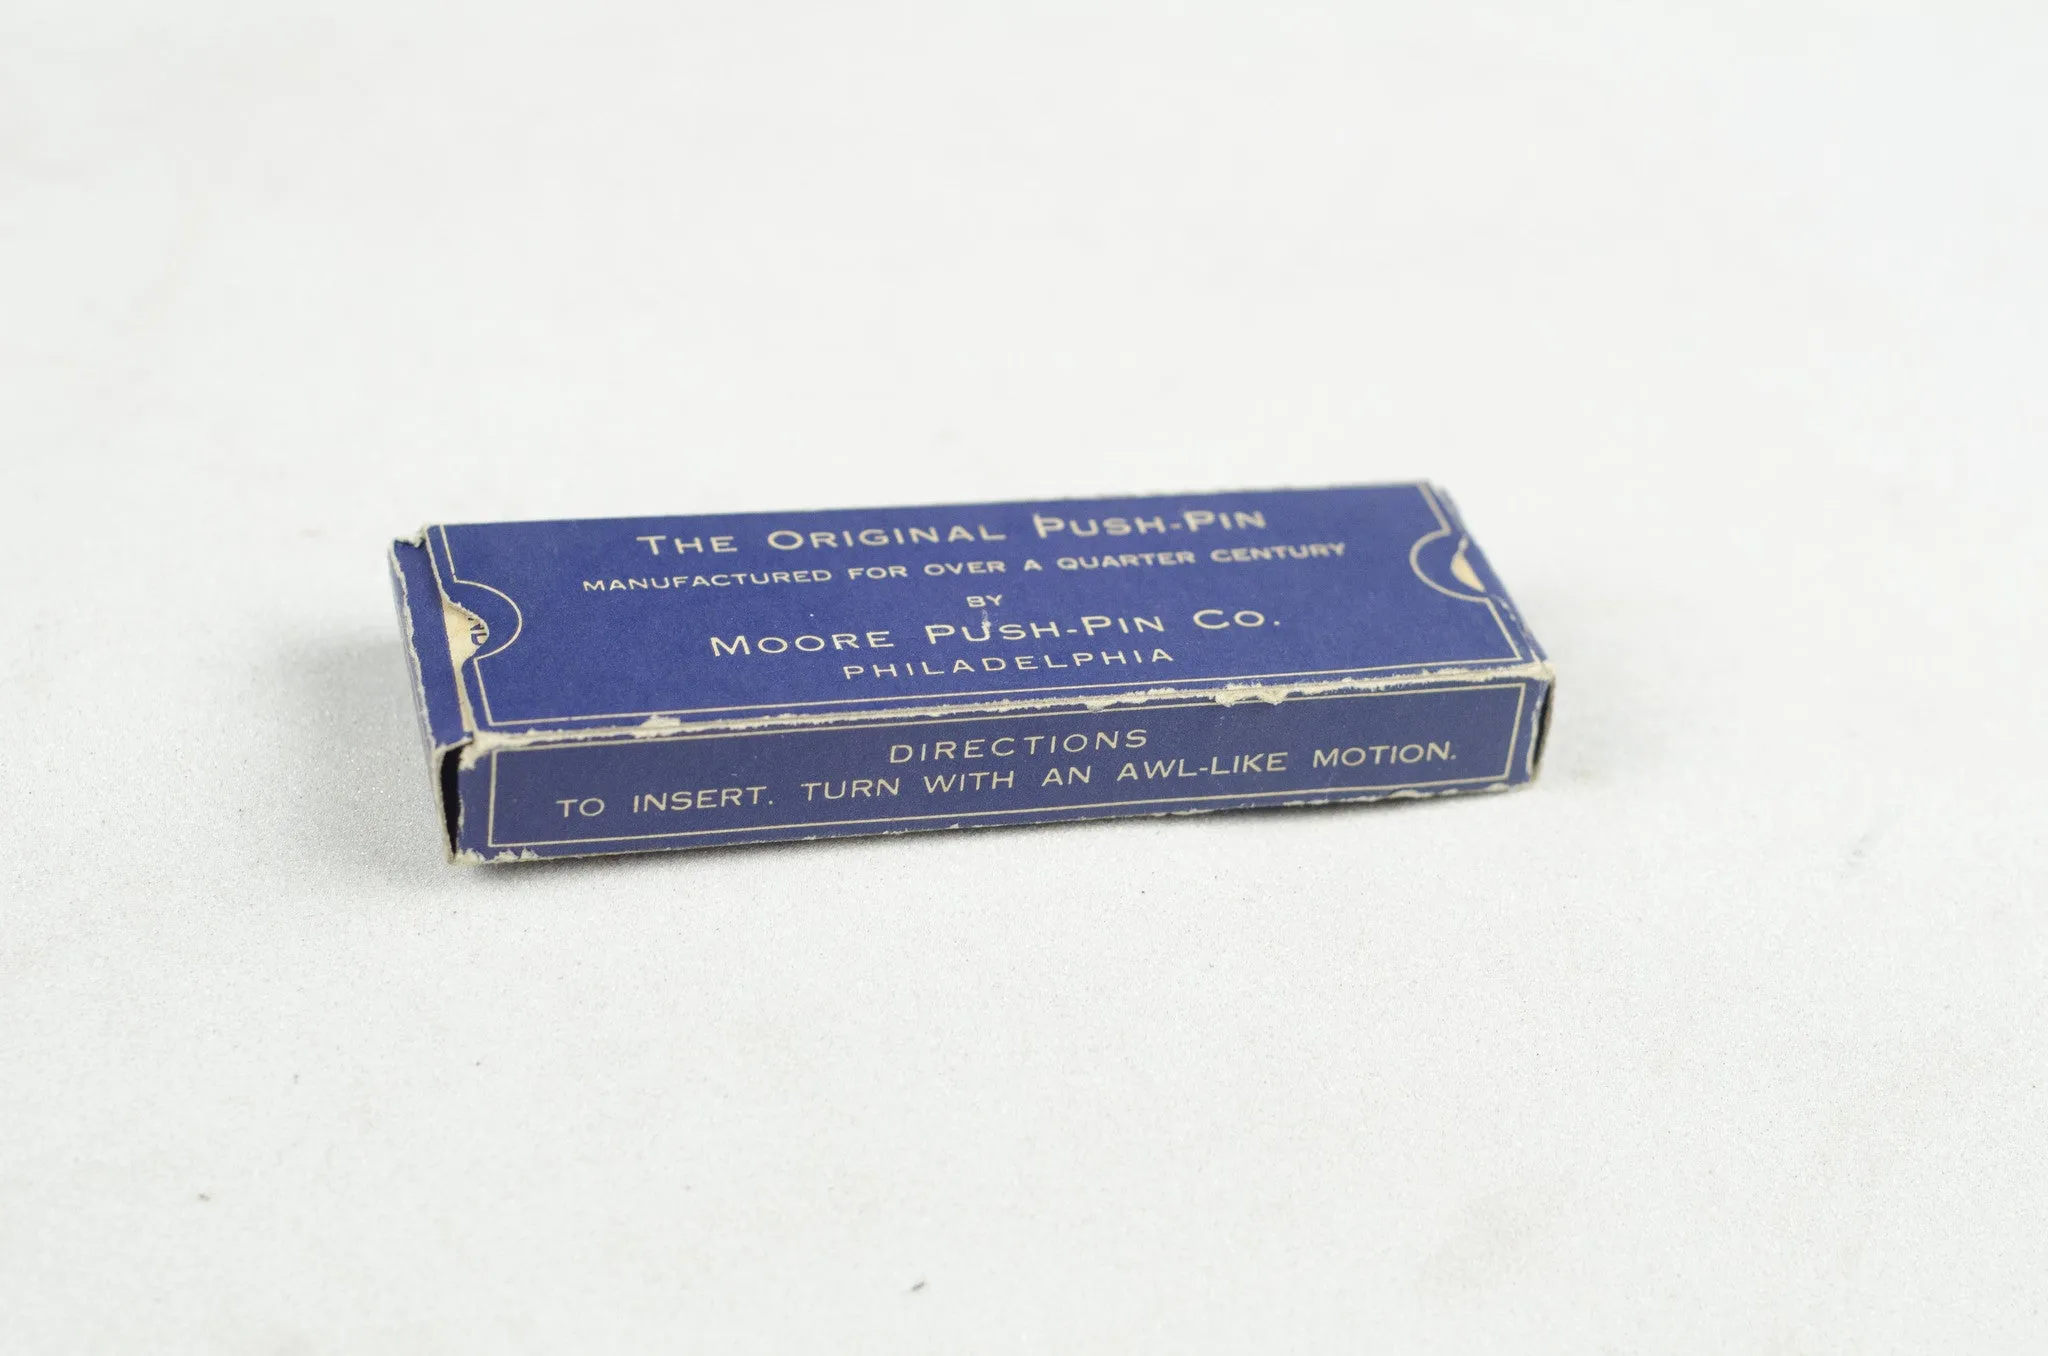 THE ORIGINAL PUSH-PIN
MANUFACTURED FOR OVER A QUARTER CENTURY
BY
MOORE PUSH-PIN CO.
PHILADELPHIA
DIRECTIONS
TO INSERT. TURN WITH AN AWL-LIKE MOTION.